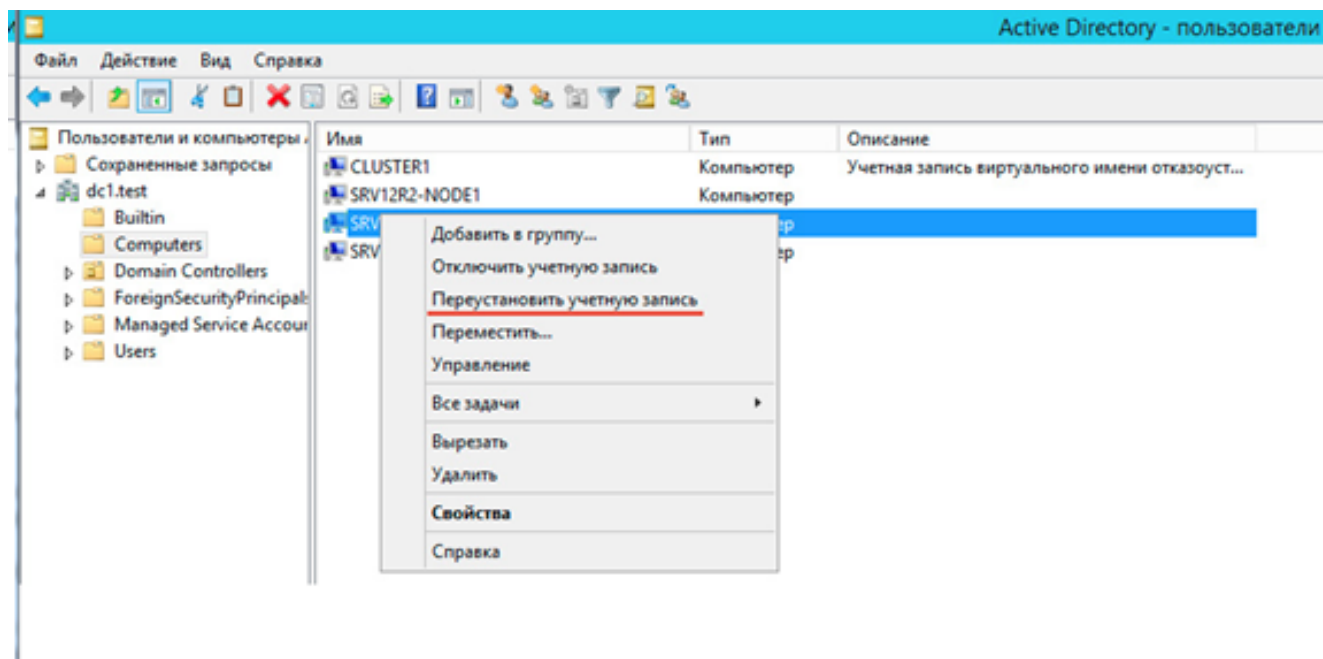 Active Directory - пользователи
Файл Действие Вид Справка
Пользователи и компьютеры
Сохраненные запросы
dc1.test
Builtin
Computers
Domain Controllers
ForeignSecurityPrincipals
Managed Service Accour
Users
Имя Тип Описание
CLUSTER1 Компьютер Учетная запись виртуального имени отказоуст...
SRV12R2-NODE1 Компьютер
SRV ер
SRV ер
Добавить в группу...
Отключить учетную запись
Переустановить учетную запись
Переместить...
Управление
Все задачи
Вырезать
Удалить
Свойства
Справка